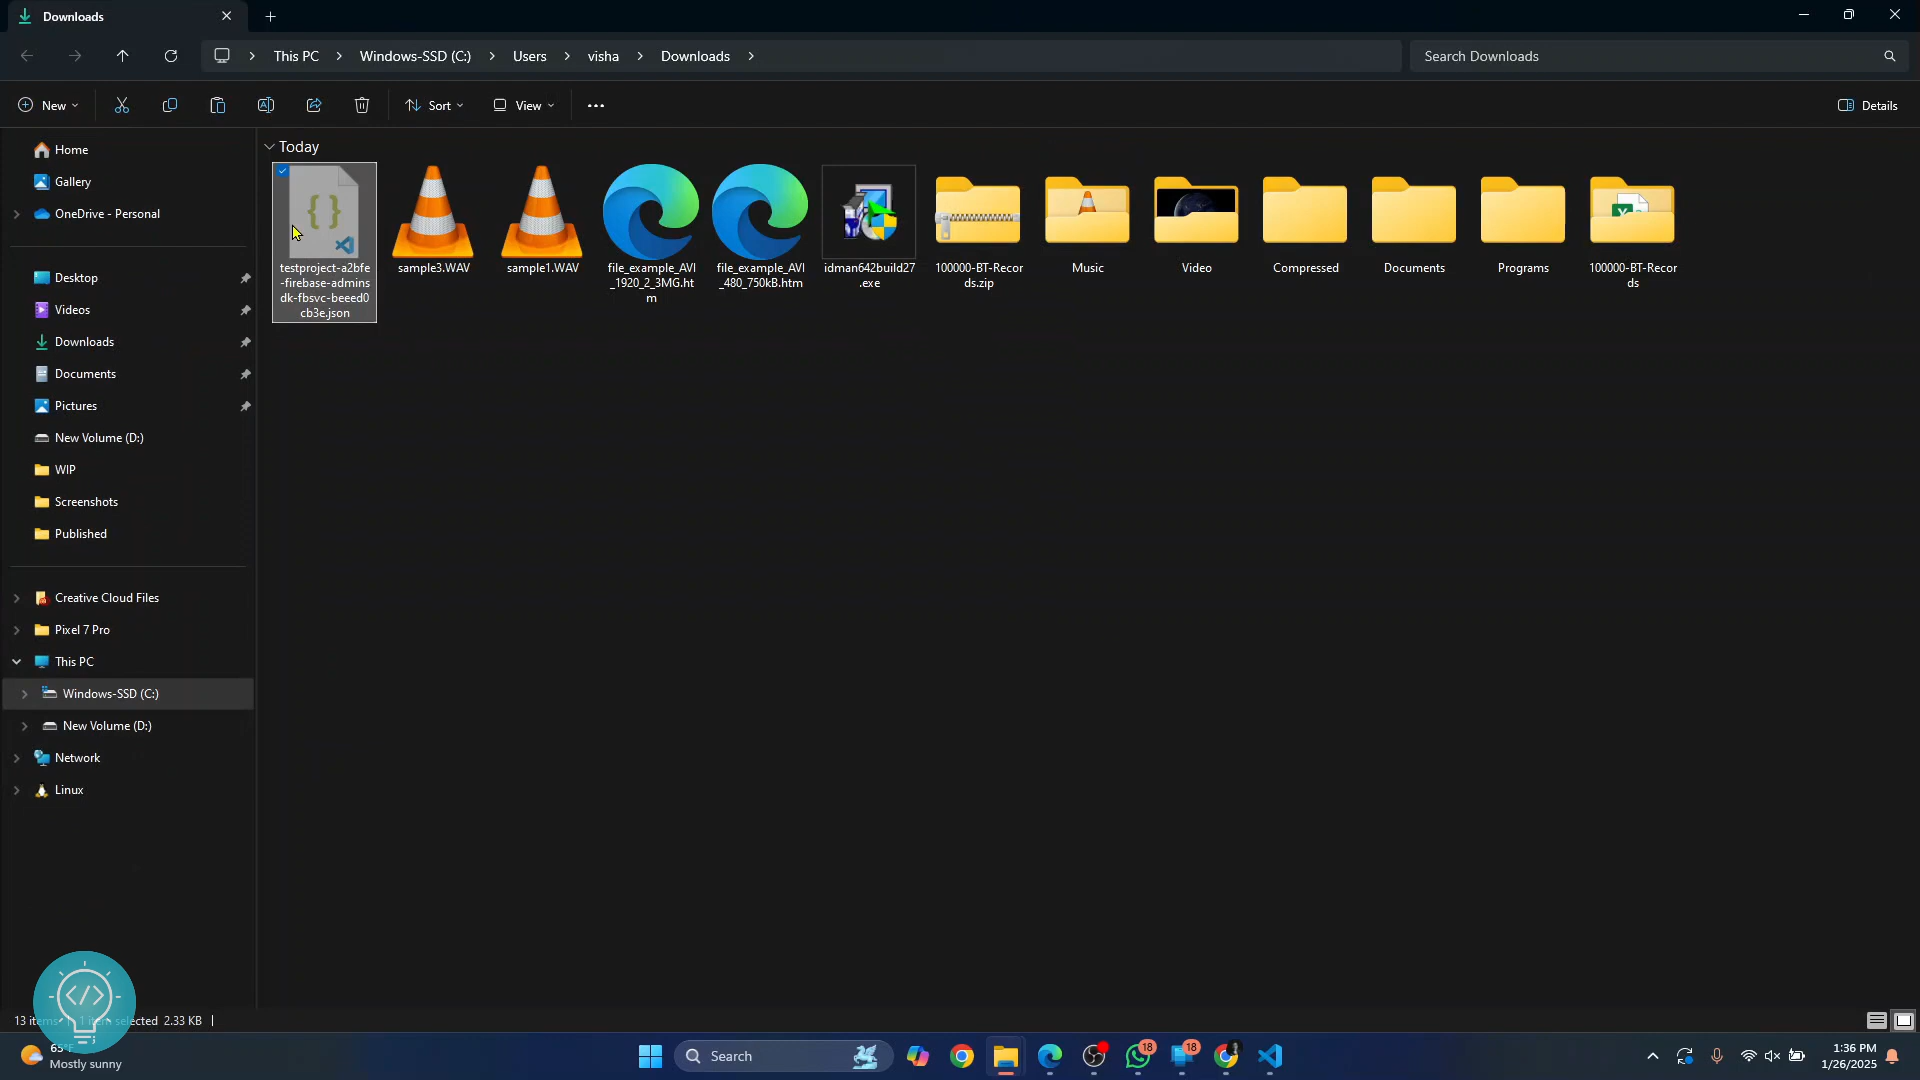 Downloads
This PC
Windows-SSD (C:)
Users
visha
Downloads
Search Downloads
New
Sort
View
Details
Home
Gallery
OneDrive - Personal
Desktop
Videos
Downloads
Documents
Pictures
New Volume (D:)
WIP
Screenshots
Published
Creative Cloud Files
Pixel 7 Pro
This PC
Windows-SSD (C:)
New Volume (D:)
Network
Linux
Today
testproject-a2bfe
-firebase-admins
dk-fbsvc-beeed0
cb3e.json
sample3.WAV
sample1.WAV
file_example_AVI
_1920_2_3MG.ht
m
file_example_AVI
_480_750kB.htm
idman642build27
.exe
100000-BT-Recor
ds.zip
Music
Video
Compressed
Documents
Programs
100000-BT-Recor
ds
13 items
1 item selected 2.33 KB
65°F
Mostly sunny
Search
18
18
1:36 PM
1/26/2025